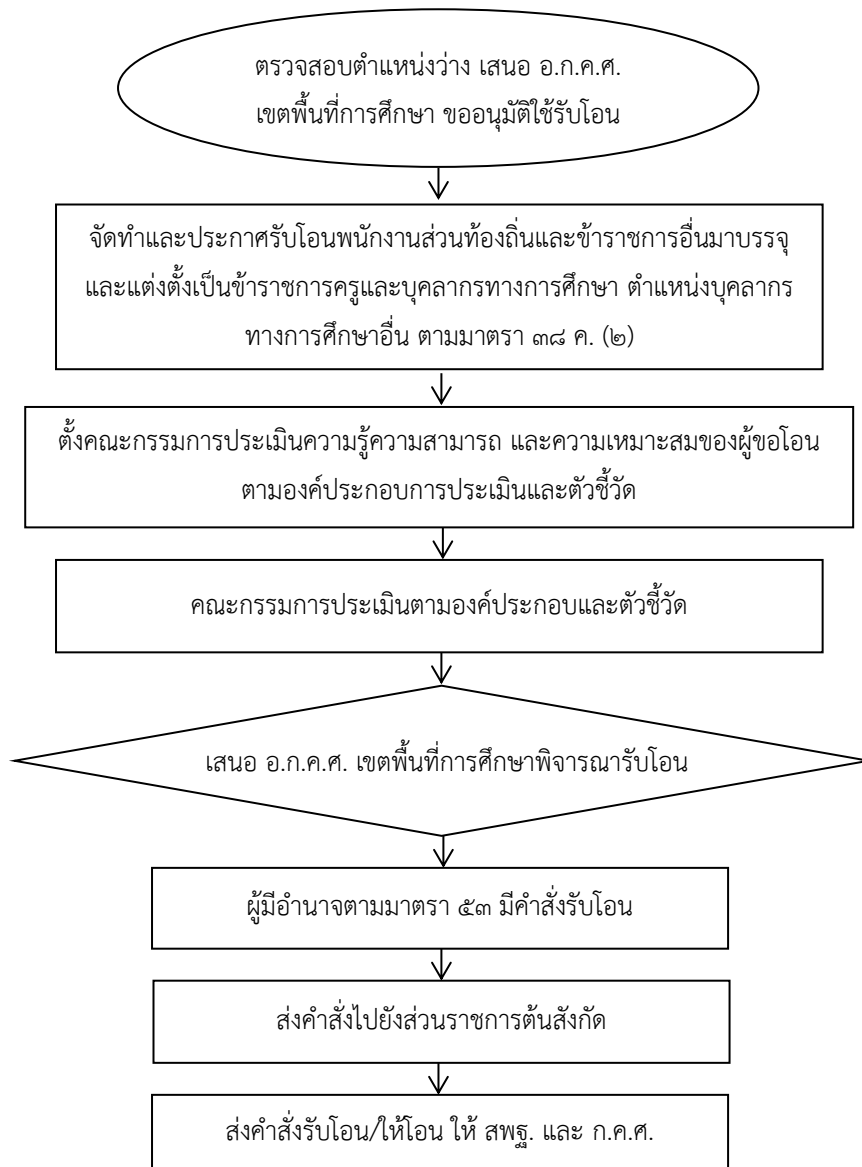 ตรวจสอบตำแหน่งว่าง เสนอ อ.ก.ค.ศ.
เขตพื้นที่การศึกษา ขออนุมัติใช้รับโอน
จัดทำและประกาศรับโอนพนักงานส่วนท้องถิ่นและข้าราชการอื่นมาบรรจุ
และแต่งตั้งเป็นข้าราชการครูและบุคลากรทางการศึกษา ตำแหน่งบุคลากร
ทางการศึกษาอื่น ตามมาตรา ๓๘ ค. (๒)
ตั้งคณะกรรมการประเมินความรู้ความสามารถ และความเหมาะสมของผู้ขอโอน
ตามองค์ประกอบการประเมินและตัวชี้วัด
คณะกรรมการประเมินตามองค์ประกอบและตัวชี้วัด
เสนอ อ.ก.ค.ศ. เขตพื้นที่การศึกษาพิจารณารับโอน
ผู้มีอำนาจตามมาตรา ๕๓ มีคำสั่งรับโอน
ส่งคำสั่งไปยังส่วนราชการต้นสังกัด
ส่งคำสั่งรับโอน/ให้โอน ให้ สพฐ. และ ก.ค.ศ.